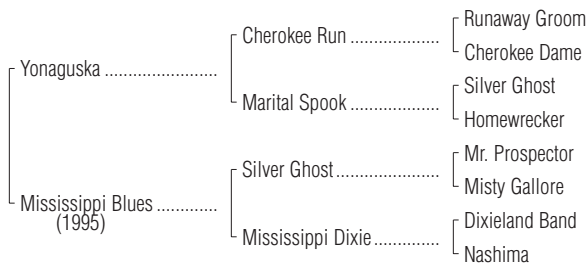 Runaway Groom
Cherokee Run ....................
Cherokee Dame
Yonaguska .........................
Silver Ghost
Marital Spook ....................
Homewrecker
Mr. Prospector
Silver Ghost.......................
Misty Gallore
Mississippi Blues .............
(1995)
Dixieland Band
Mississippi Dixie...............
Nashima